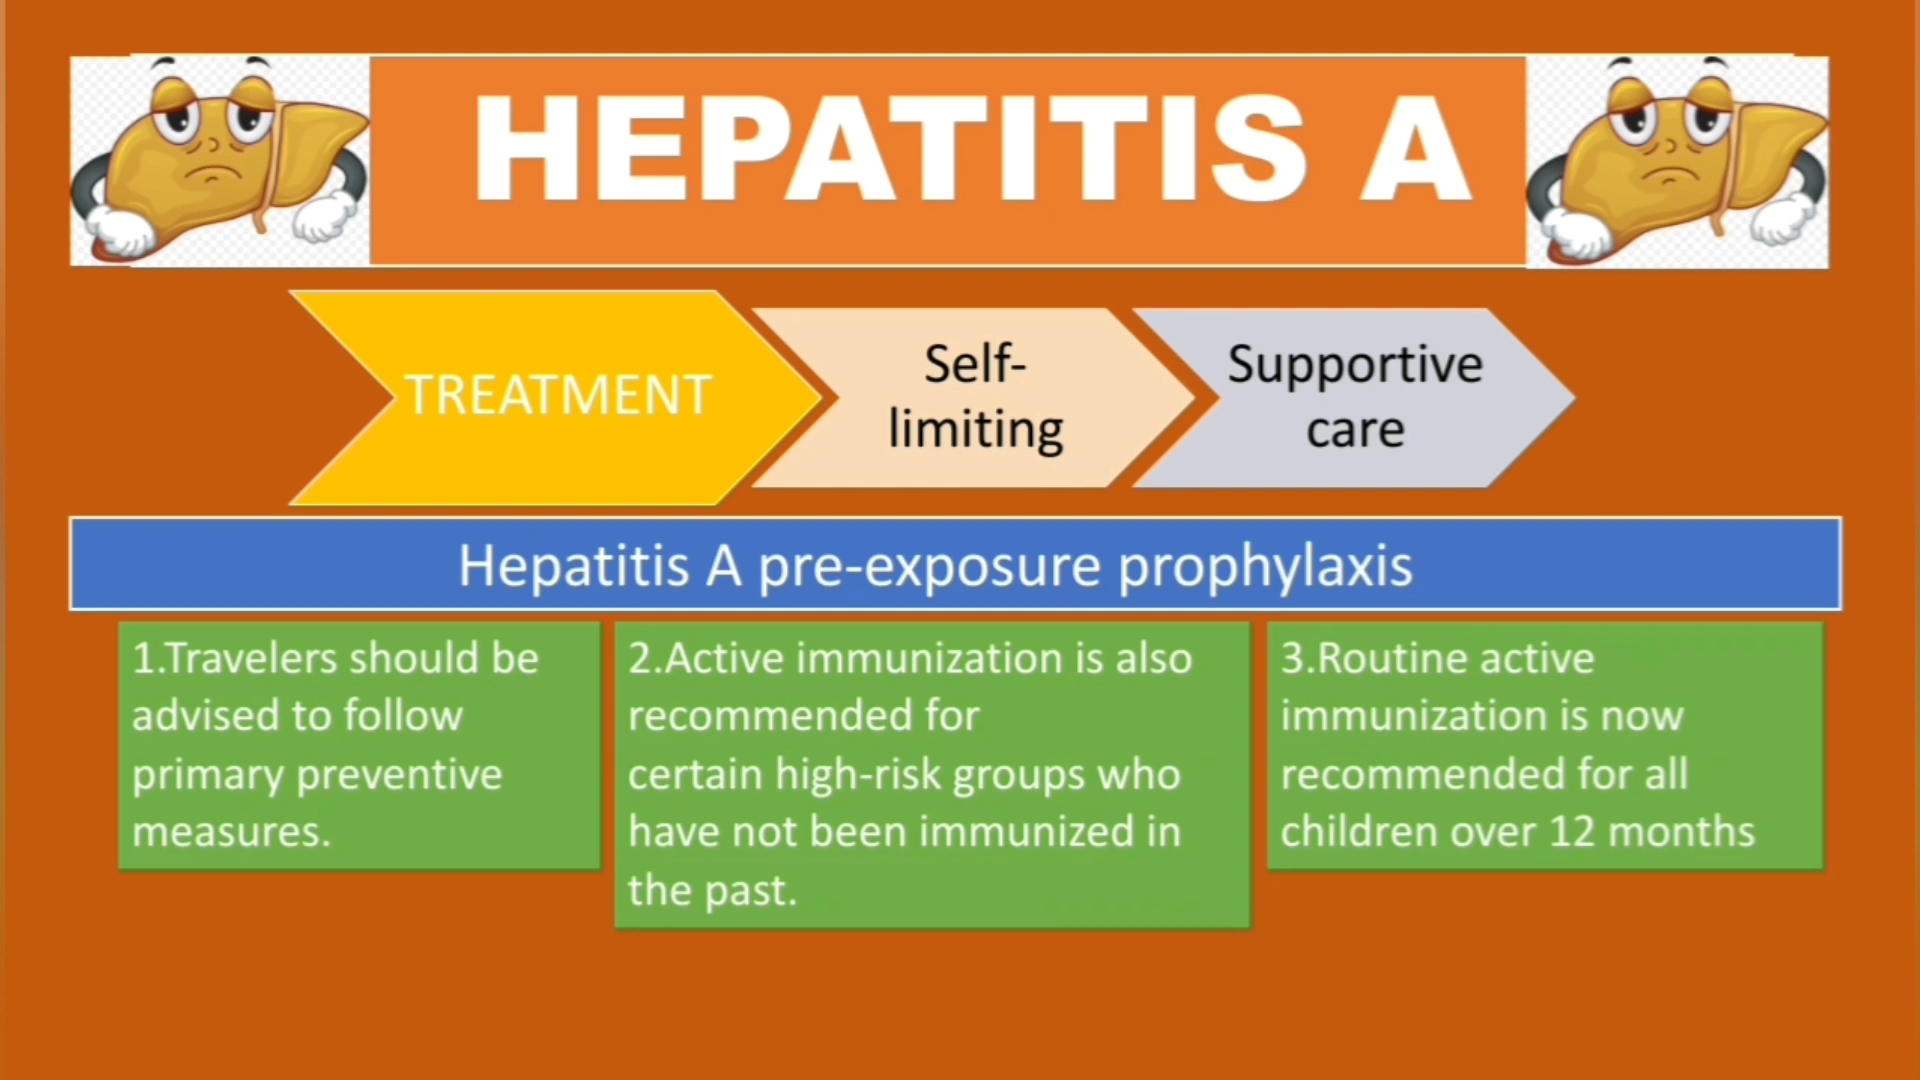 HEPATITIS A
TREATMENT
Self-
limiting
Supportive
care
Hepatitis A pre-exposure prophylaxis
1.Travelers should be
advised to follow
primary preventive
measures.
2.Active immunization is also
recommended for
certain high-risk groups who
have not been immunized in
the past.
3.Routine active
immunization is now
recommended for all
children over 12 months